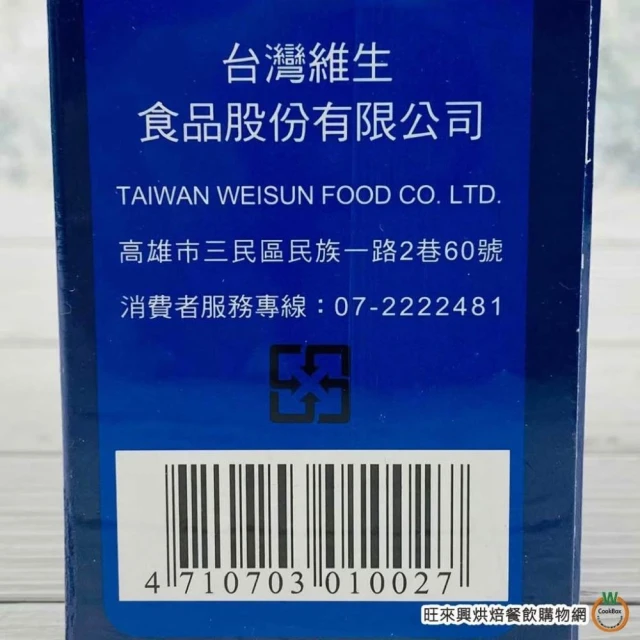 台灣維生
食品股份有限公司
TAIWAN WEISUN FOOD CO. LTD.
高雄市三民區民族一路2巷60號
消費者服務專線：07-2222481
4 710703 010027
W
CookBox
旺來興烘焙餐飲購物網